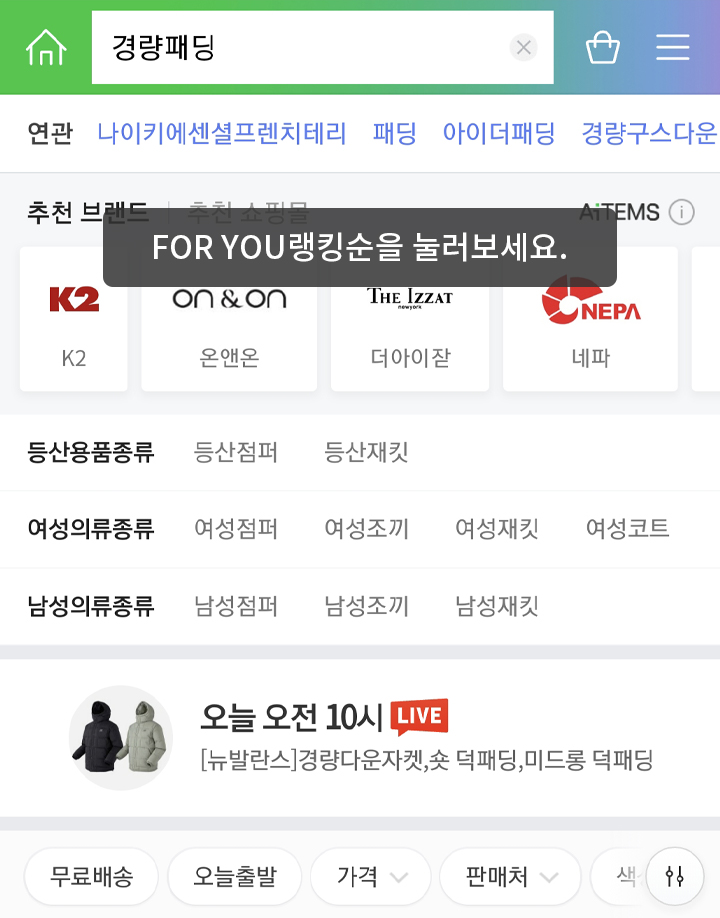 경량패딩
연관 나이키에센셜프렌치테리 패딩 아이더패딩 경량구스다운
추천 브랜드 추천 쇼핑몰 AiTEMS
FOR YOU랭킹순을 눌러보세요.
K2 on & on THE IZZAT newyork NEPA
K2 온앤온 더아이잗 네파
등산용품종류 등산점퍼 등산재킷
여성의류종류 여성점퍼 여성조끼 여성재킷 여성코트
남성의류종류 남성점퍼 남성조끼 남성재킷
오늘 오전 10시 LIVE
[뉴발란스]경량다운자켓,숏 덕패딩,미드롱 덕패딩
무료배송 오늘출발 가격 판매처 색